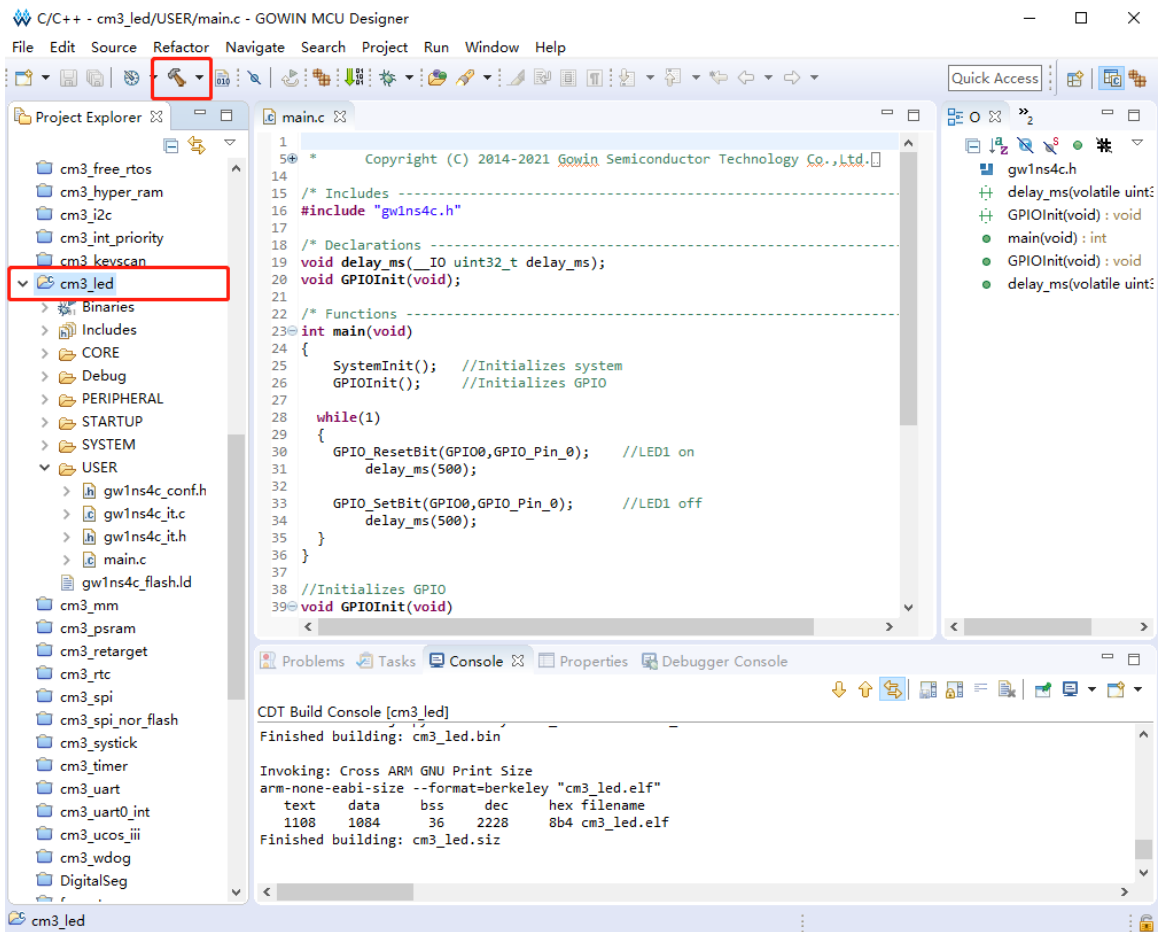 C/C++ - cm3_led/USER/main.c - GOWIN MCU Designer
File Edit Source Refactor Navigate Search Project Run Window Help
Quick Access
Project Explorer
cm3_free_rtos
cm3_hyper_ram
cm3_i2c
cm3_int_priority
cm3_keyscan
cm3_led
Binaries
Includes
CORE
Debug
PERIPHERAL
STARTUP
SYSTEM
USER
gw1ns4c_conf.h
gw1ns4c_it.c
gw1ns4c_it.h
main.c
gw1ns4c_flash.ld
cm3_mm
cm3_psram
cm3_retarget
cm3_rtc
cm3_spi
cm3_spi_nor_flash
cm3_systick
cm3_timer
cm3_uart
cm3_uart0_int
cm3_ucos_iii
cm3_wdog
DigitalSeg
main.c
1
5 * Copyright (C) 2014-2021 Gowin Semiconductor Technology Co.,Ltd.
14
15 /* Includes ---------------------------------------------------------------
16 #include "gw1ns4c.h"
17
18 /* Declarations -----------------------------------------------------------
19 void delay_ms(__IO uint32_t delay_ms);
20 void GPIOInit(void);
21
22 /* Functions --------------------------------------------------------------
23 int main(void)
24 {
25 SystemInit(); //Initializes system
26 GPIOInit(); //Initializes GPIO
27
28 while(1)
29 {
30 GPIO_ResetBit(GPIO0,GPIO_Pin_0); //LED1 on
31 delay_ms(500);
32
33 GPIO_SetBit(GPIO0,GPIO_Pin_0); //LED1 off
34 delay_ms(500);
35 }
36 }
37
38 //Initializes GPIO
39 void GPIOInit(void)
O
2
gw1ns4c.h
delay_ms(volatile uint3
GPIOInit(void) : void
main(void) : int
GPIOInit(void) : void
delay_ms(volatile uint3
Problems Tasks Console Properties Debugger Console
CDT Build Console [cm3_led]
Finished building: cm3_led.bin
Invoking: Cross ARM GNU Print Size
arm-none-eabi-size --format=berkeley "cm3_led.elf"
text data bss dec hex filename
1108 1084 36 2228 8b4 cm3_led.elf
Finished building: cm3_led.siz
cm3_led